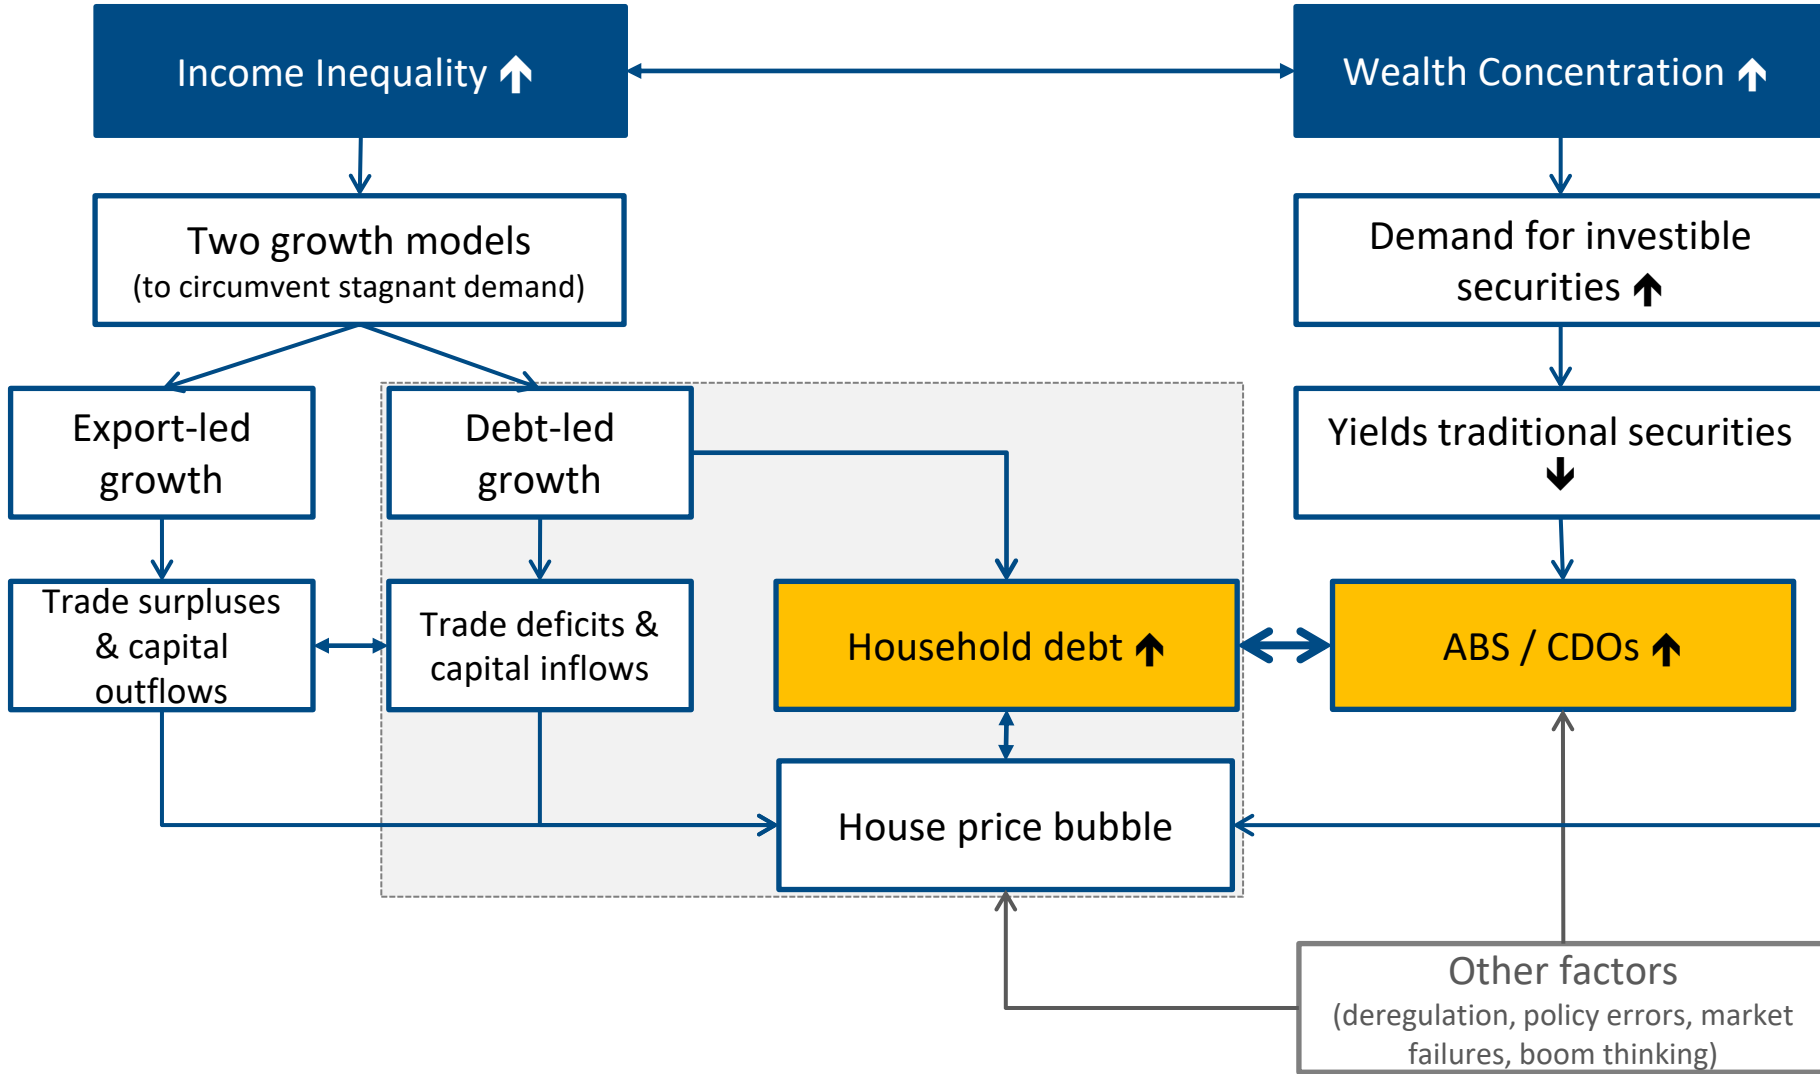 Income Inequality 🡹
Wealth Concentration 🡹
Two growth models
(to circumvent stagnant demand)
Demand for investible
securities 🡹
Export-led
growth
Debt-led
growth
Yields traditional securities
🡻
Trade surpluses
& capital
outflows
Trade deficits &
capital inflows
Household debt 🡹
ABS / CDOs 🡹
House price bubble
Other factors
(deregulation, policy errors, market
failures, boom thinking)